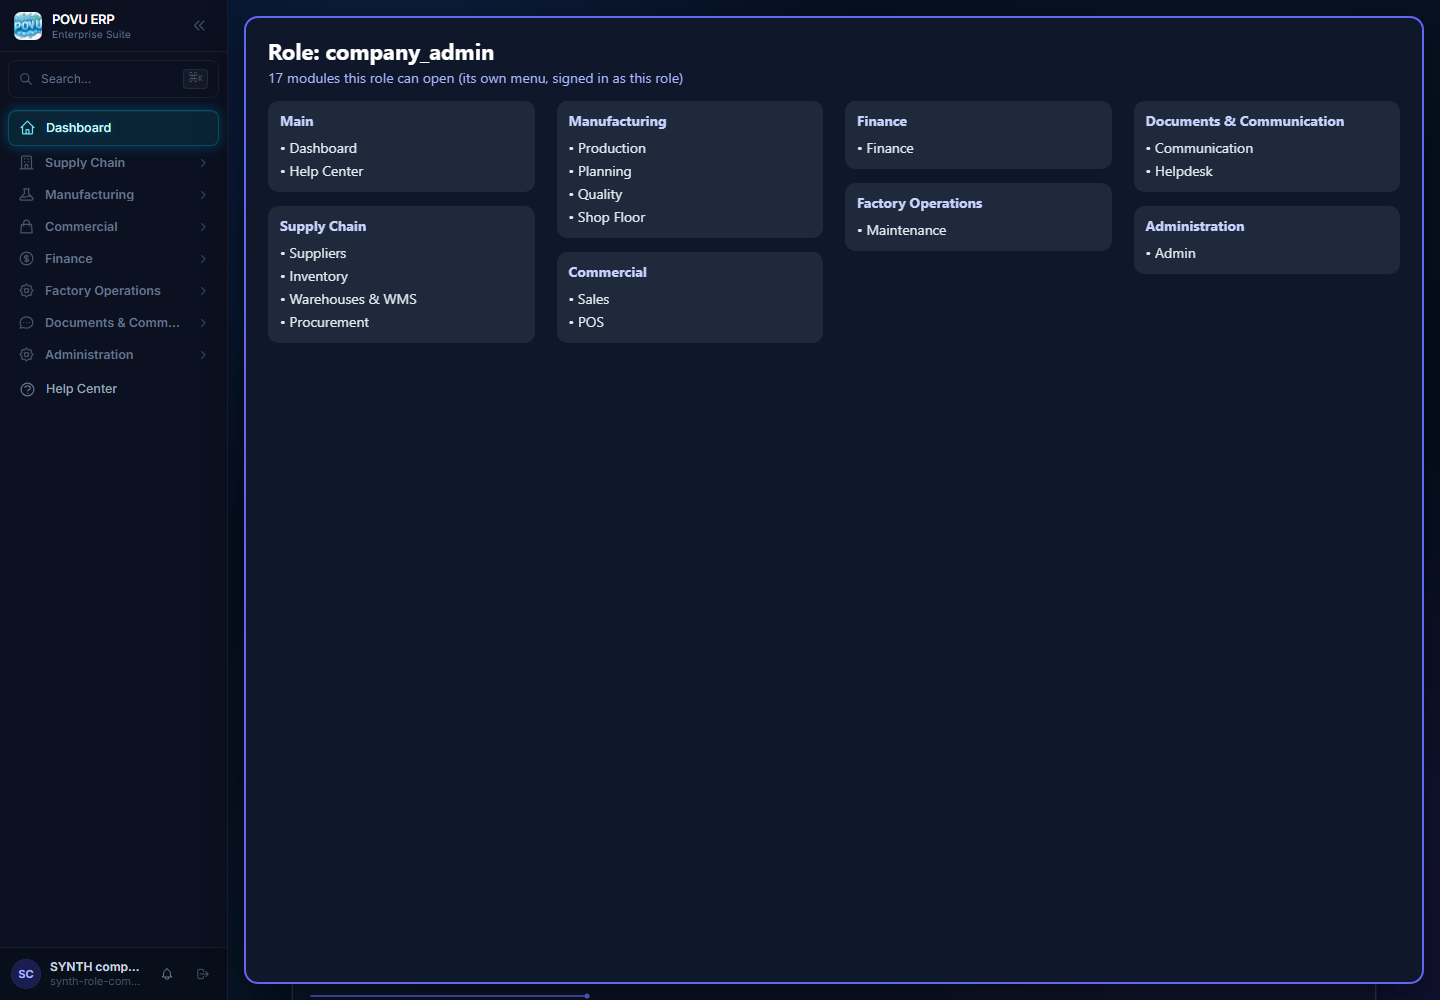 POVU ERP
Enterprise Suite
Search...
⌘K
Dashboard
Supply Chain
Manufacturing
Commercial
Finance
Factory Operations
Documents & Comm...
Administration
Help Center
SC
SYNTH comp...
synth-role-com...
Role: company_admin
17 modules this role can open (its own menu, signed in as this role)
Main
• Dashboard
• Help Center
Supply Chain
• Suppliers
• Inventory
• Warehouses & WMS
• Procurement
Manufacturing
• Production
• Planning
• Quality
• Shop Floor
Commercial
• Sales
• POS
Finance
• Finance
Factory Operations
• Maintenance
Documents & Communication
• Communication
• Helpdesk
Administration
• Admin